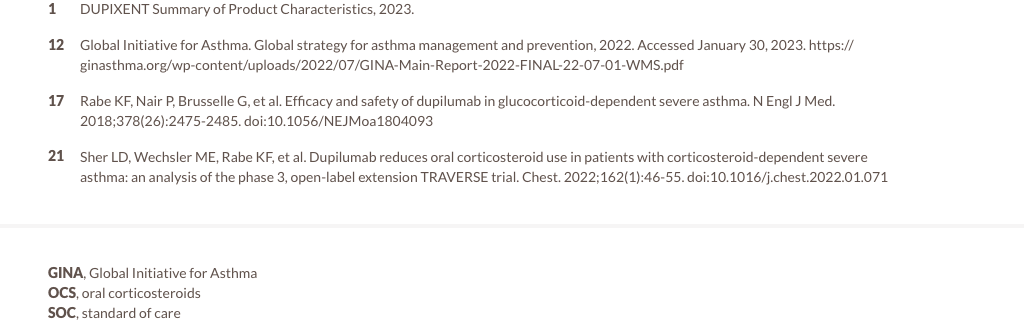 1 DUPIXENT Summary of Product Characteristics, 2023.
12 Global Initiative for Asthma. Global strategy for asthma management and prevention, 2022. Accessed January 30, 2023. https://
ginasthma.org/wp-content/uploads/2022/07/GINA-Main-Report-2022-FINAL-22-07-01-WMS.pdf
17 Rabe KF, Nair P, Brusselle G, et al. Efficacy and safety of dupilumab in glucocorticoid-dependent severe asthma. N Engl J Med.
2018;378(26):2475-2485. doi:10.1056/NEJMoa1804093
21 Sher LD, Wechsler ME, Rabe KF, et al. Dupilumab reduces oral corticosteroid use in patients with corticosteroid-dependent severe
asthma: an analysis of the phase 3, open-label extension TRAVERSE trial. Chest. 2022;162(1):46-55. doi:10.1016/j.chest.2022.01.071
GINA, Global Initiative for Asthma
OCS, oral corticosteroids
SOC, standard of care